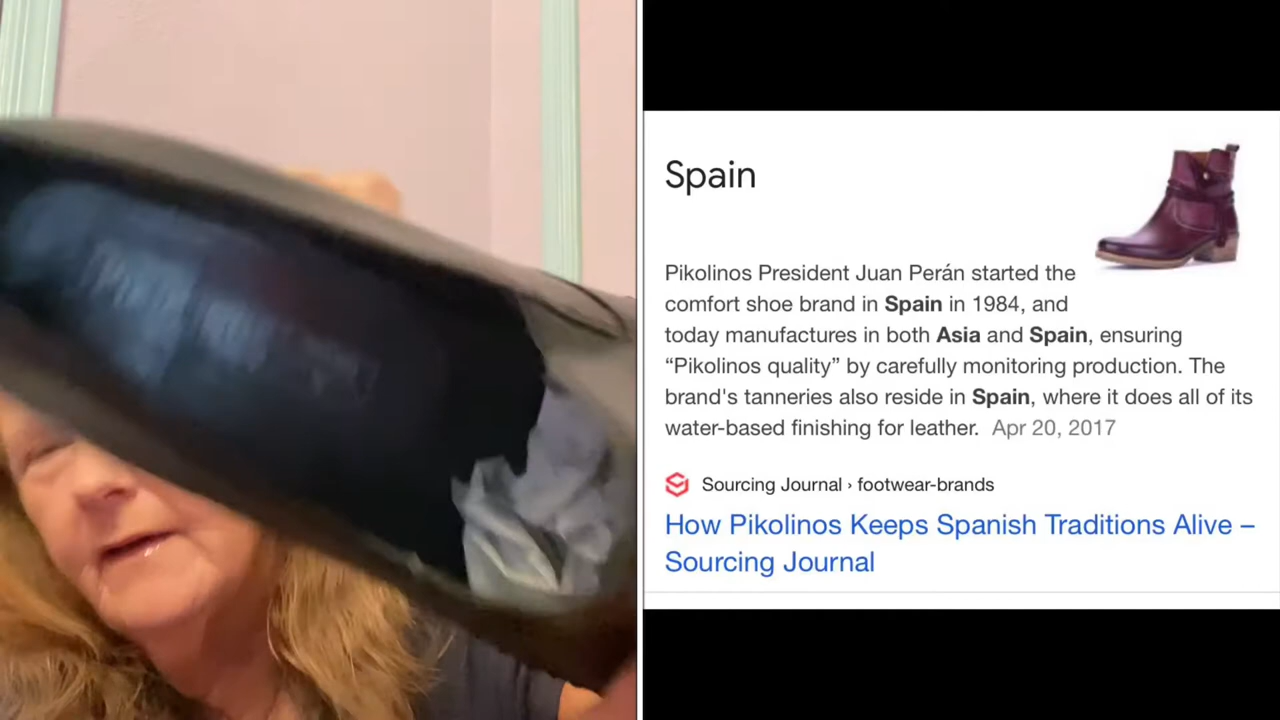 Spain
Pikolinos President Juan Perán started the
comfort shoe brand in Spain in 1984, and
today manufactures in both Asia and Spain, ensuring
“Pikolinos quality” by carefully monitoring production. The
brand's tanneries also reside in Spain, where it does all of its
water-based finishing for leather. Apr 20, 2017
Sourcing Journal › footwear-brands
How Pikolinos Keeps Spanish Traditions Alive –
Sourcing Journal